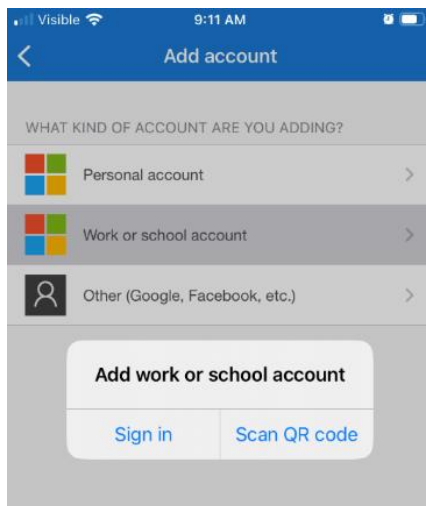 Visible 9:11 AM
Add account
WHAT KIND OF ACCOUNT ARE YOU ADDING?
Personal account
Work or school account
Other (Google, Facebook, etc.)
Add work or school account
Sign in Scan QR code